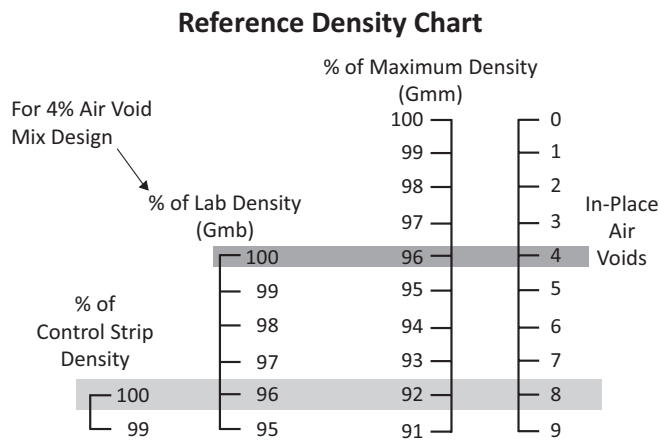 Reference Density Chart
% of Maximum Density
(Gmm)
For 4% Air Void
Mix Design
% of Lab Density
(Gmb)
In-Place
Air
Voids
% of
Control Strip
Density
100 0
99 1
98 2
97 3
100 96 4
99 95 5
98 94 6
97 93 7
100 96 92 8
99 95 91 9